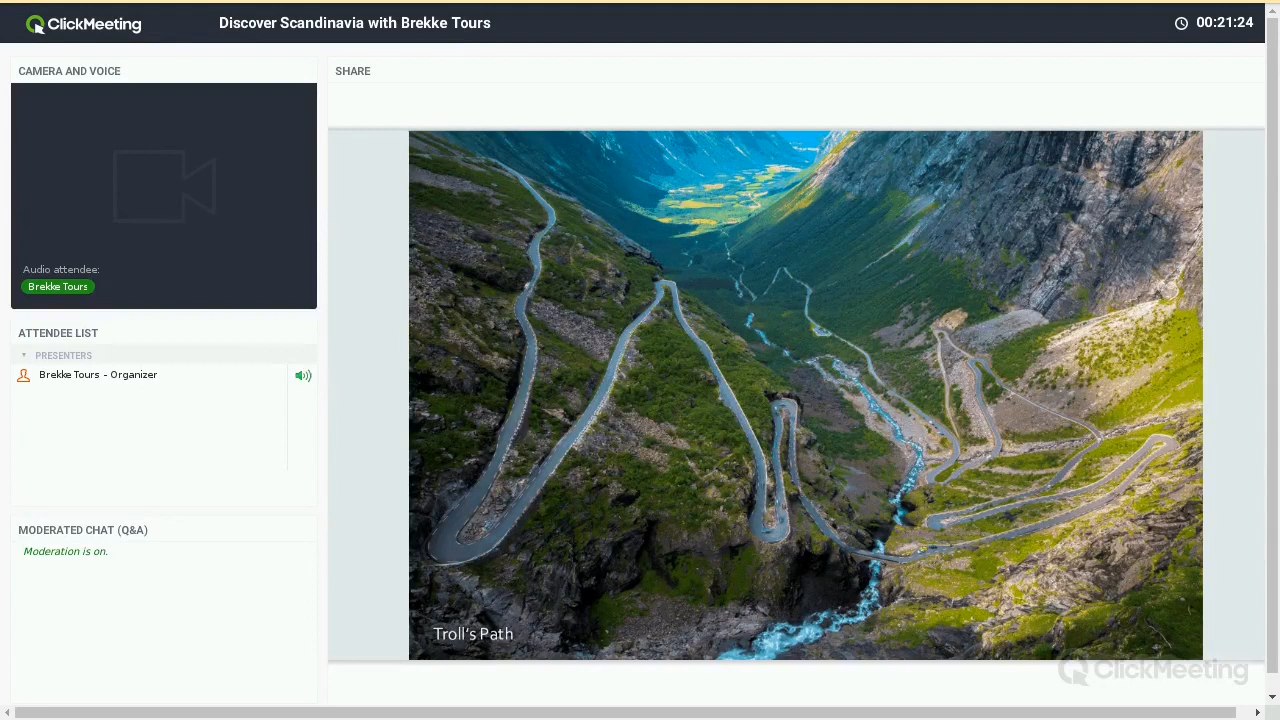 ClickMeeting
Discover Scandinavia with Brekke Tours
00:21:24
CAMERA AND VOICE
Audio attendee:
Brekke Tours
ATTENDEE LIST
PRESENTERS
Brekke Tours - Organizer
MODERATED CHAT (Q&A)
Moderation is on.
SHARE
Troll's Path
ClickMeeting